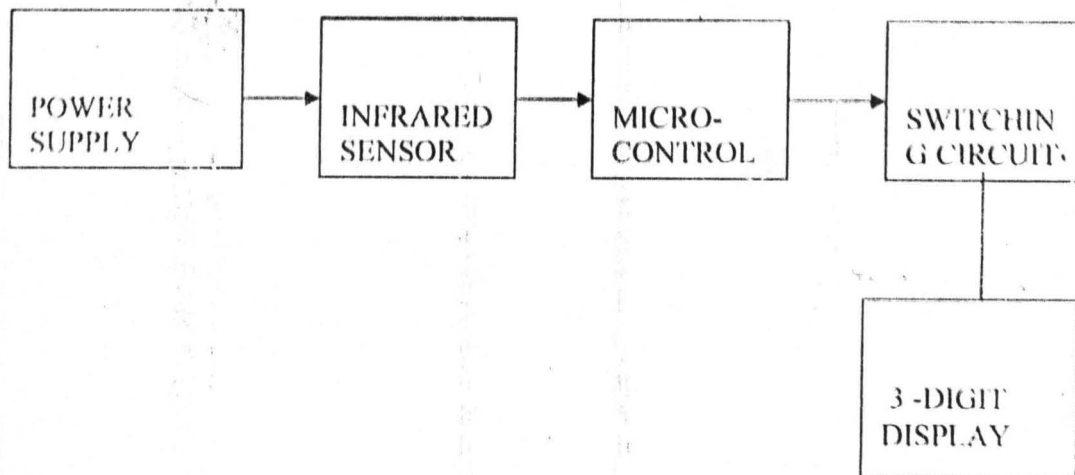 POWER
SUPPLY
INFRARED
SENSOR
MICRO-
CONTROL
SWITCHIN
G CIRCUIT
3 -DIGIT
DISPLAY